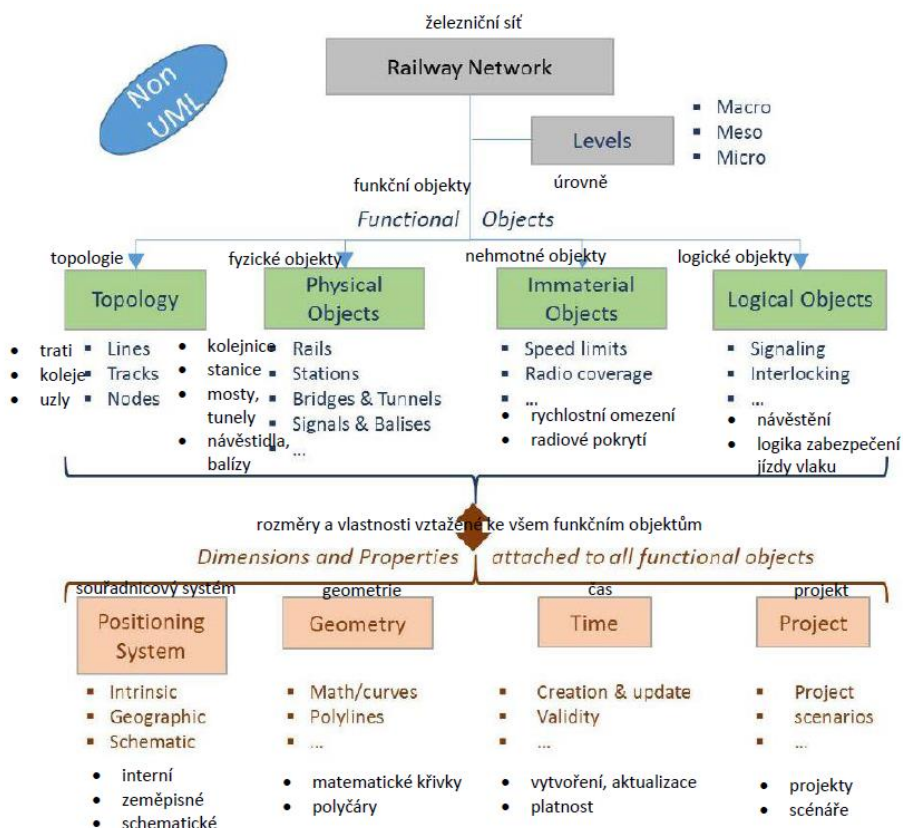 železniční síť
Railway Network
Non
UML
Levels
▪ Macro
▪ Meso
▪ Micro
funkční objekty
úrovně
Functional Objects
topologie
Topology
fyzické objekty
Physical
Objects
nehmotné objekty
Immaterial
Objects
logické objekty
Logical Objects
• trati
• koleje
• uzly
▪ Lines
▪ Tracks
▪ Nodes
• kolejnice
• stanice
• mosty,
tunely
• návěstidla,
balízy
▪ Rails
▪ Stations
▪ Bridges & Tunnels
▪ Signals & Balises
▪ ...
▪ Speed limits
▪ Radio coverage
▪ ...
• rychlostní omezení
• radiové pokrytí
▪ Signaling
▪ Interlocking
▪ ...
• návěstění
• logika zabezpečení
jízdy vlaku
rozměry a vlastnosti vztažené ke všem funkčním objektům
Dimensions and Properties attached to all functional objects
souřadnicový systém
Positioning
System
▪ Intrinsic
▪ Geographic
▪ Schematic
• interní
• zeměpisné
• schematické
geometrie
Geometry
▪ Math/curves
▪ Polylines
▪ ...
• matematické křivky
• polyčáry
čas
Time
▪ Creation & update
▪ Validity
▪ ...
• vytvoření, aktualizace
• platnost
projekt
Project
▪ Project
▪ scenarios
▪ ...
• projekty
• scénáře